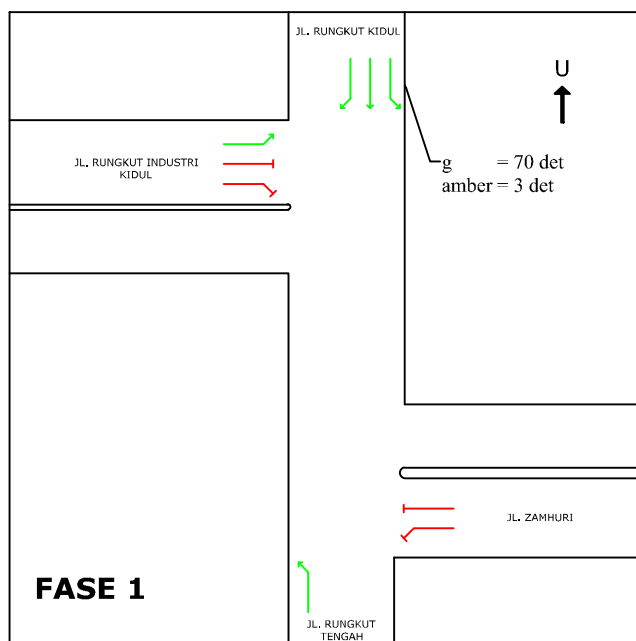 JL. RUNGKUT KIDUL
U
JL. RUNGKUT INDUSTRI
KIDUL
g = 70 det
amber = 3 det
JL. ZAMHURI
FASE 1
JL. RUNGKUT
TENGAH